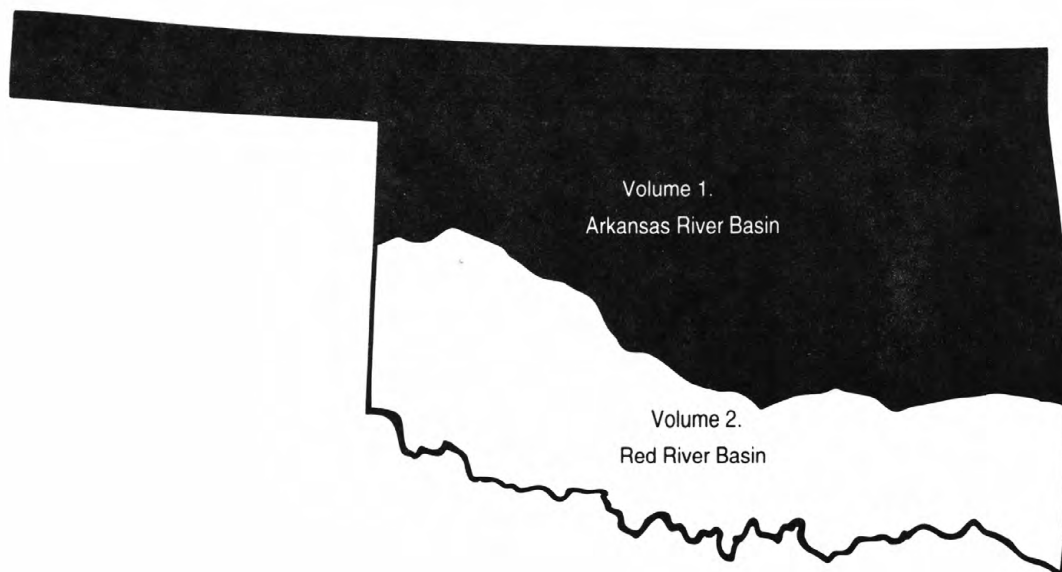 Volume 1.
Arkansas River Basin
Volume 2.
Red River Basin